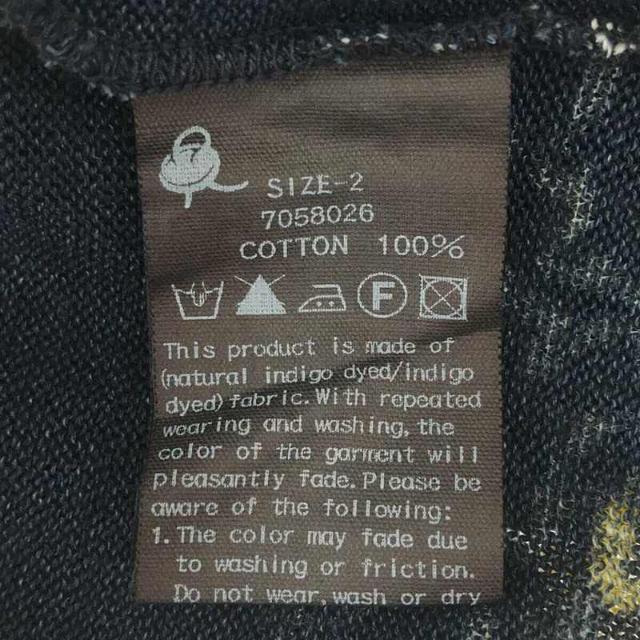 SIZE-2
7058026
COTTON 100%
F
This product is made of
(natural indigo dyed/indigo
dyed) fabric. With repeated
wearing and washing, the
color of the garment will
pleasantly fade. Please be
aware of the following:
1. The color may fade due
to washing or friction.
Do not wear, wash or dry